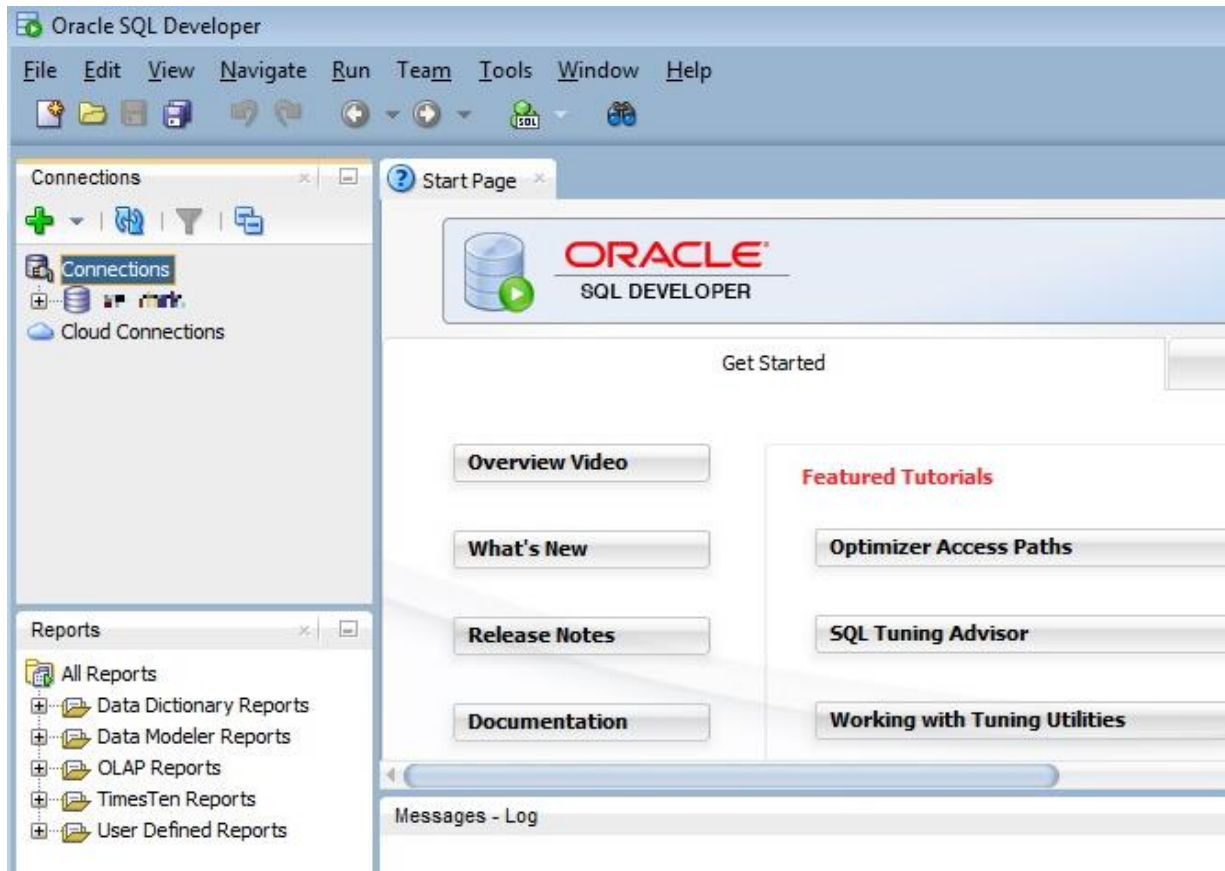 Oracle SQL Developer
File Edit View Navigate Run Team Tools Window Help
SQL
Connections
Connections
Cloud Connections
Reports
All Reports
Data Dictionary Reports
Data Modeler Reports
OLAP Reports
TimesTen Reports
User Defined Reports
Start Page
ORACLE
SQL DEVELOPER
Get Started
Overview Video
What's New
Release Notes
Documentation
Featured Tutorials
Optimizer Access Paths
SQL Tuning Advisor
Working with Tuning Utilities
Messages - Log